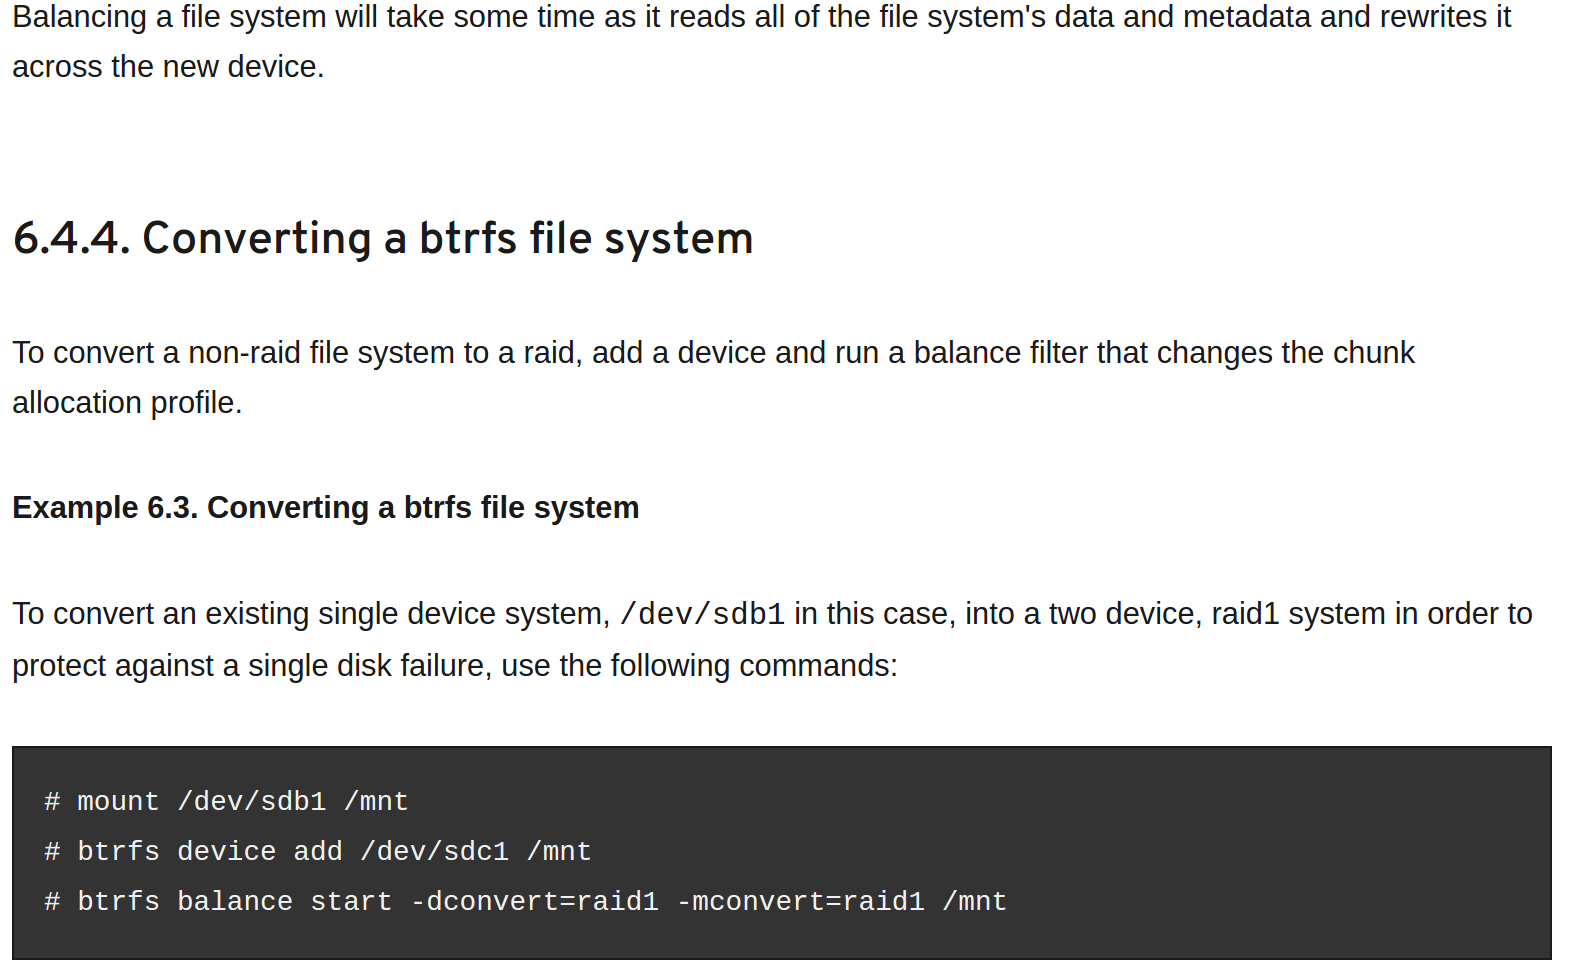 Balancing a file system will take some time as it reads all of the file system's data and metadata and rewrites it
across the new device.
6.4.4. Converting a btrfs file system
To convert a non-raid file system to a raid, add a device and run a balance filter that changes the chunk
allocation profile.
Example 6.3. Converting a btrfs file system
To convert an existing single device system, /dev/sdb1 in this case, into a two device, raid1 system in order to
protect against a single disk failure, use the following commands:
# mount /dev/sdb1 /mnt
# btrfs device add /dev/sdc1 /mnt
# btrfs balance start -dconvert=raid1 -mconvert=raid1 /mnt